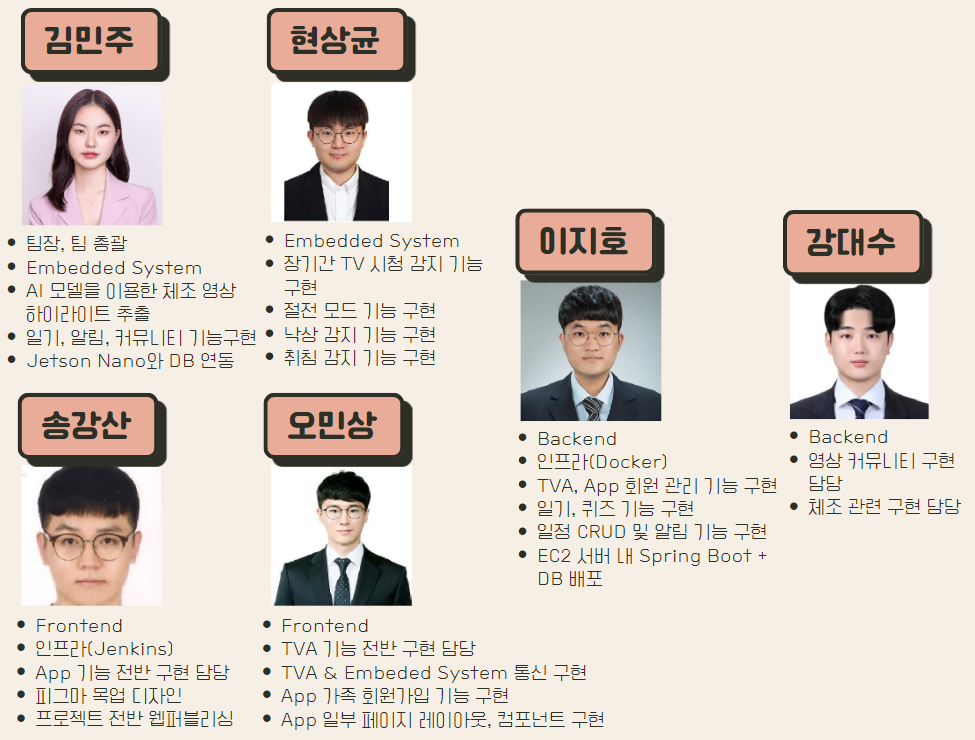 김민주
팀장, 팀 총괄
Embedded System
AI 모델을 이용한 체조 영상
하이라이트 추출
일기, 알림, 커뮤니티 기능구현
Jetson Nano와 DB 연동
현상균
Embedded System
장기간 TV 시청 감지 기능
구현
절전 모드 기능 구현
낙상 감지 기능 구현
취침 감지 기능 구현
이지호
Backend
인프라(Docker)
TVA, App 회원 관리 기능 구현
일기, 퀴즈 기능 구현
일정 CRUD 및 알림 기능 구현
EC2 서버 내 Spring Boot +
DB 배포
강대수
Backend
영상 커뮤니티 구현
담당
체조 관련 구현 담당
송강산
Frontend
인프라(Jenkins)
App 기능 전반 구현 담당
피그마 목업 디자인
프로젝트 전반 웹퍼블리싱
오민상
Frontend
TVA 기능 전반 구현 담당
TVA & Embeded System 통신 구현
App 가족 회원가입 기능 구현
App 일부 페이지 레이아웃, 컴포넌트 구현